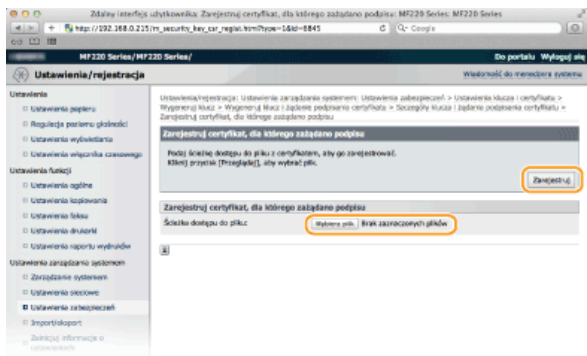 Zdalny interfejs użytkownika: Zarejestruj certyfikat, dla którego zażądano podpisu: MF220 Series: MF220 Series
http://192.168.0.215/m_security_key_csr_regist.html?type=1&id=6845
Google
MF220 Series/MF220 Series/
Do portalu Wyloguj się
Ustawienia/rejestracja
Wiadomość do menedżera systemu
Ustawienia
Ustawienia papieru
Regulacja poziomu głośności
Ustawienia wyświetlania
Ustawienia włącznika czasowego
Ustawienia funkcji
Ustawienia ogólne
Ustawienia kopiowania
Ustawienia faksu
Ustawienia drukarki
Ustawienia raportu wydruków
Ustawienia zarządzania systemem
Zarządzanie systemem
Ustawienia sieciowe
Ustawienia zabezpieczeń
Import/eksport
Zainicjuj informacje o
ustawieniach
Ustawienia/rejestracja: Ustawienia zarządzania systemem: Ustawienia zabezpieczeń > Ustawienia klucza i certyfikatu >
Wygeneruj klucz > Wygeneruj klucz i żądanie podpisania certyfikatu > Szczegóły klucza i żądania podpisania certyfikatu >
Zarejestruj certyfikat, dla którego zażądano podpisu
Zarejestruj certyfikat, dla którego zażądano podpisu
Podaj ścieżkę dostępu do pliku z certyfikatem, aby go zarejestrować.
Kliknij przycisk [Przeglądaj], aby wybrać plik.
Zarejestruj
Zarejestruj certyfikat, dla którego zażądano podpisu
Ścieżka dostępu do pliku:
Wybierz plik Brak zaznaczonych plików